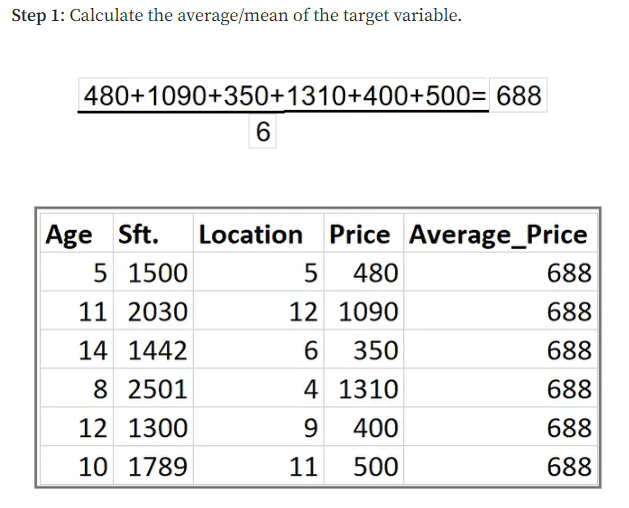 Step 1: Calculate the average/mean of the target variable.
480+1090+350+1310+400+500= 688
6
Age Sft. Location Price Average_Price
5 1500 5 480 688
11 2030 12 1090 688
14 1442 6 350 688
8 2501 4 1310 688
12 1300 9 400 688
10 1789 11 500 688